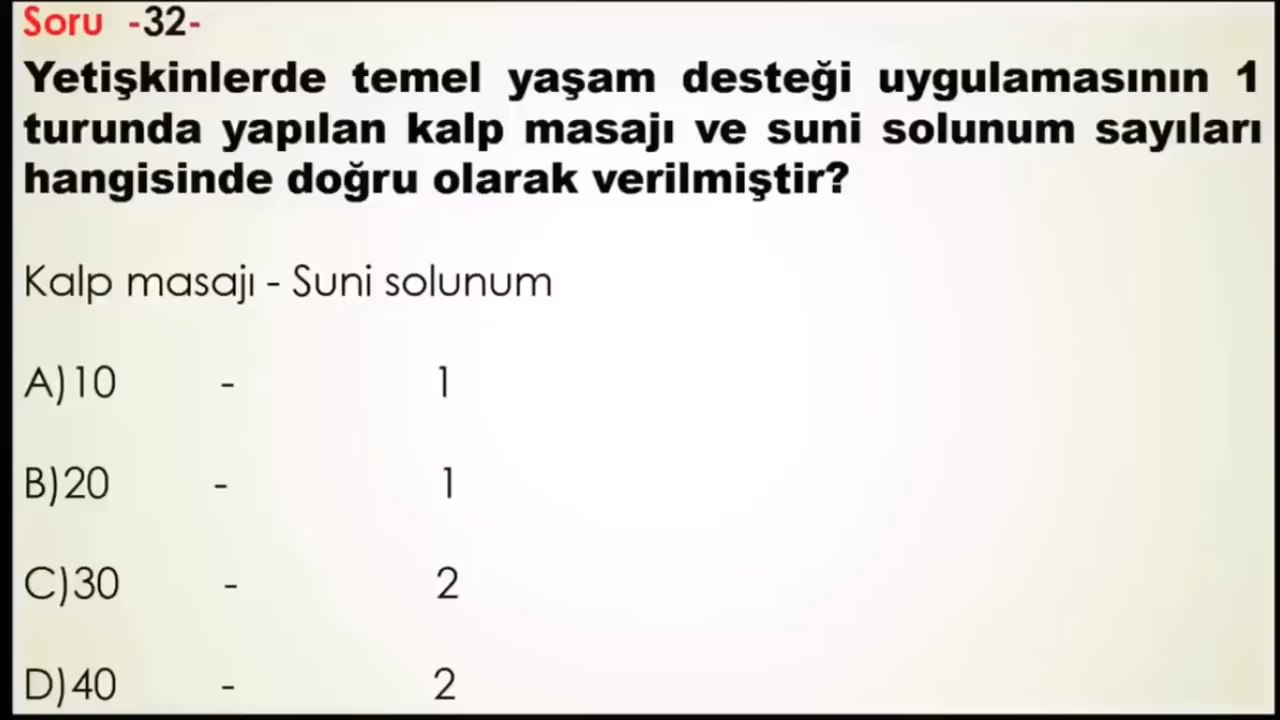 Soru -32-
Yetişkinlerde temel yaşam desteği uygulamasının 1
turunda yapılan kalp masajı ve suni solunum sayıları
hangisinde doğru olarak verilmiştir?
Kalp masajı - Suni solunum
A)10 - 1
B)20 - 1
C)30 - 2
D)40 - 2